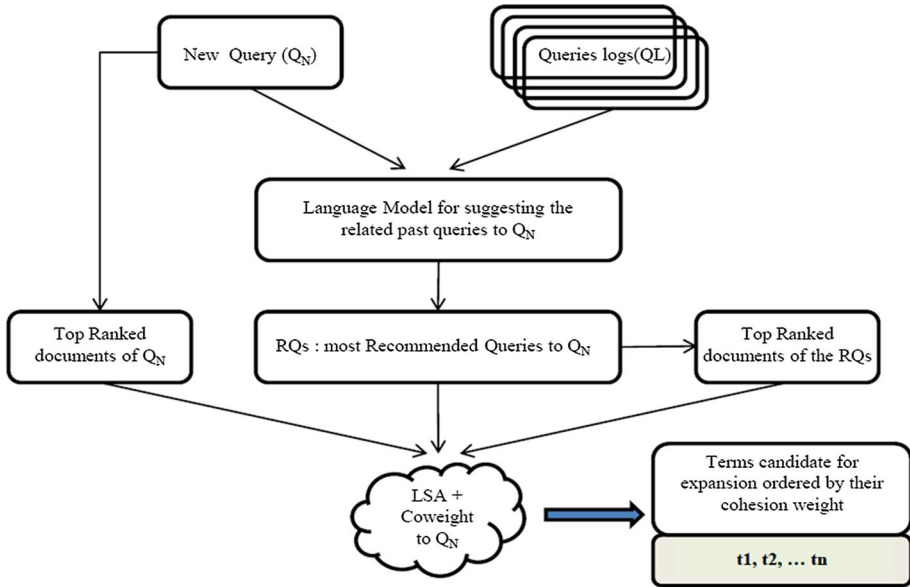 New Query (QN)
Queries logs(QL)
Language Model for suggesting the
related past queries to QN
Top Ranked
documents of QN
RQs : most Recommended Queries to QN
Top Ranked
documents of the RQs
LSA +
Coweight
to QN
Terms candidate for
expansion ordered by their
cohesion weight
t1, t2, … tn